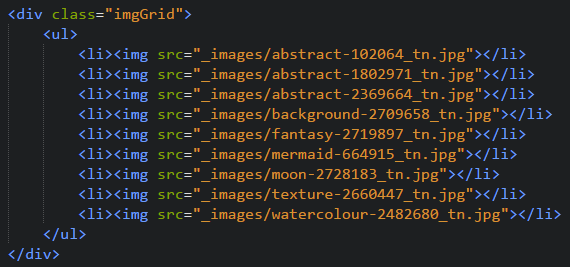 <div class="imgGrid">
    <ul>
        <li><img src="_images/abstract-102064_tn.jpg"></li>
        <li><img src="_images/abstract-1802971_tn.jpg"></li>
        <li><img src="_images/abstract-2369664_tn.jpg"></li>
        <li><img src="_images/background-2709658_tn.jpg"></li>
        <li><img src="_images/fantasy-2719897_tn.jpg"></li>
        <li><img src="_images/mermaid-664915_tn.jpg"></li>
        <li><img src="_images/moon-2728183_tn.jpg"></li>
        <li><img src="_images/texture-2660447_tn.jpg"></li>
        <li><img src="_images/watercolour-2482680_tn.jpg"></li>
    </ul>
</div>